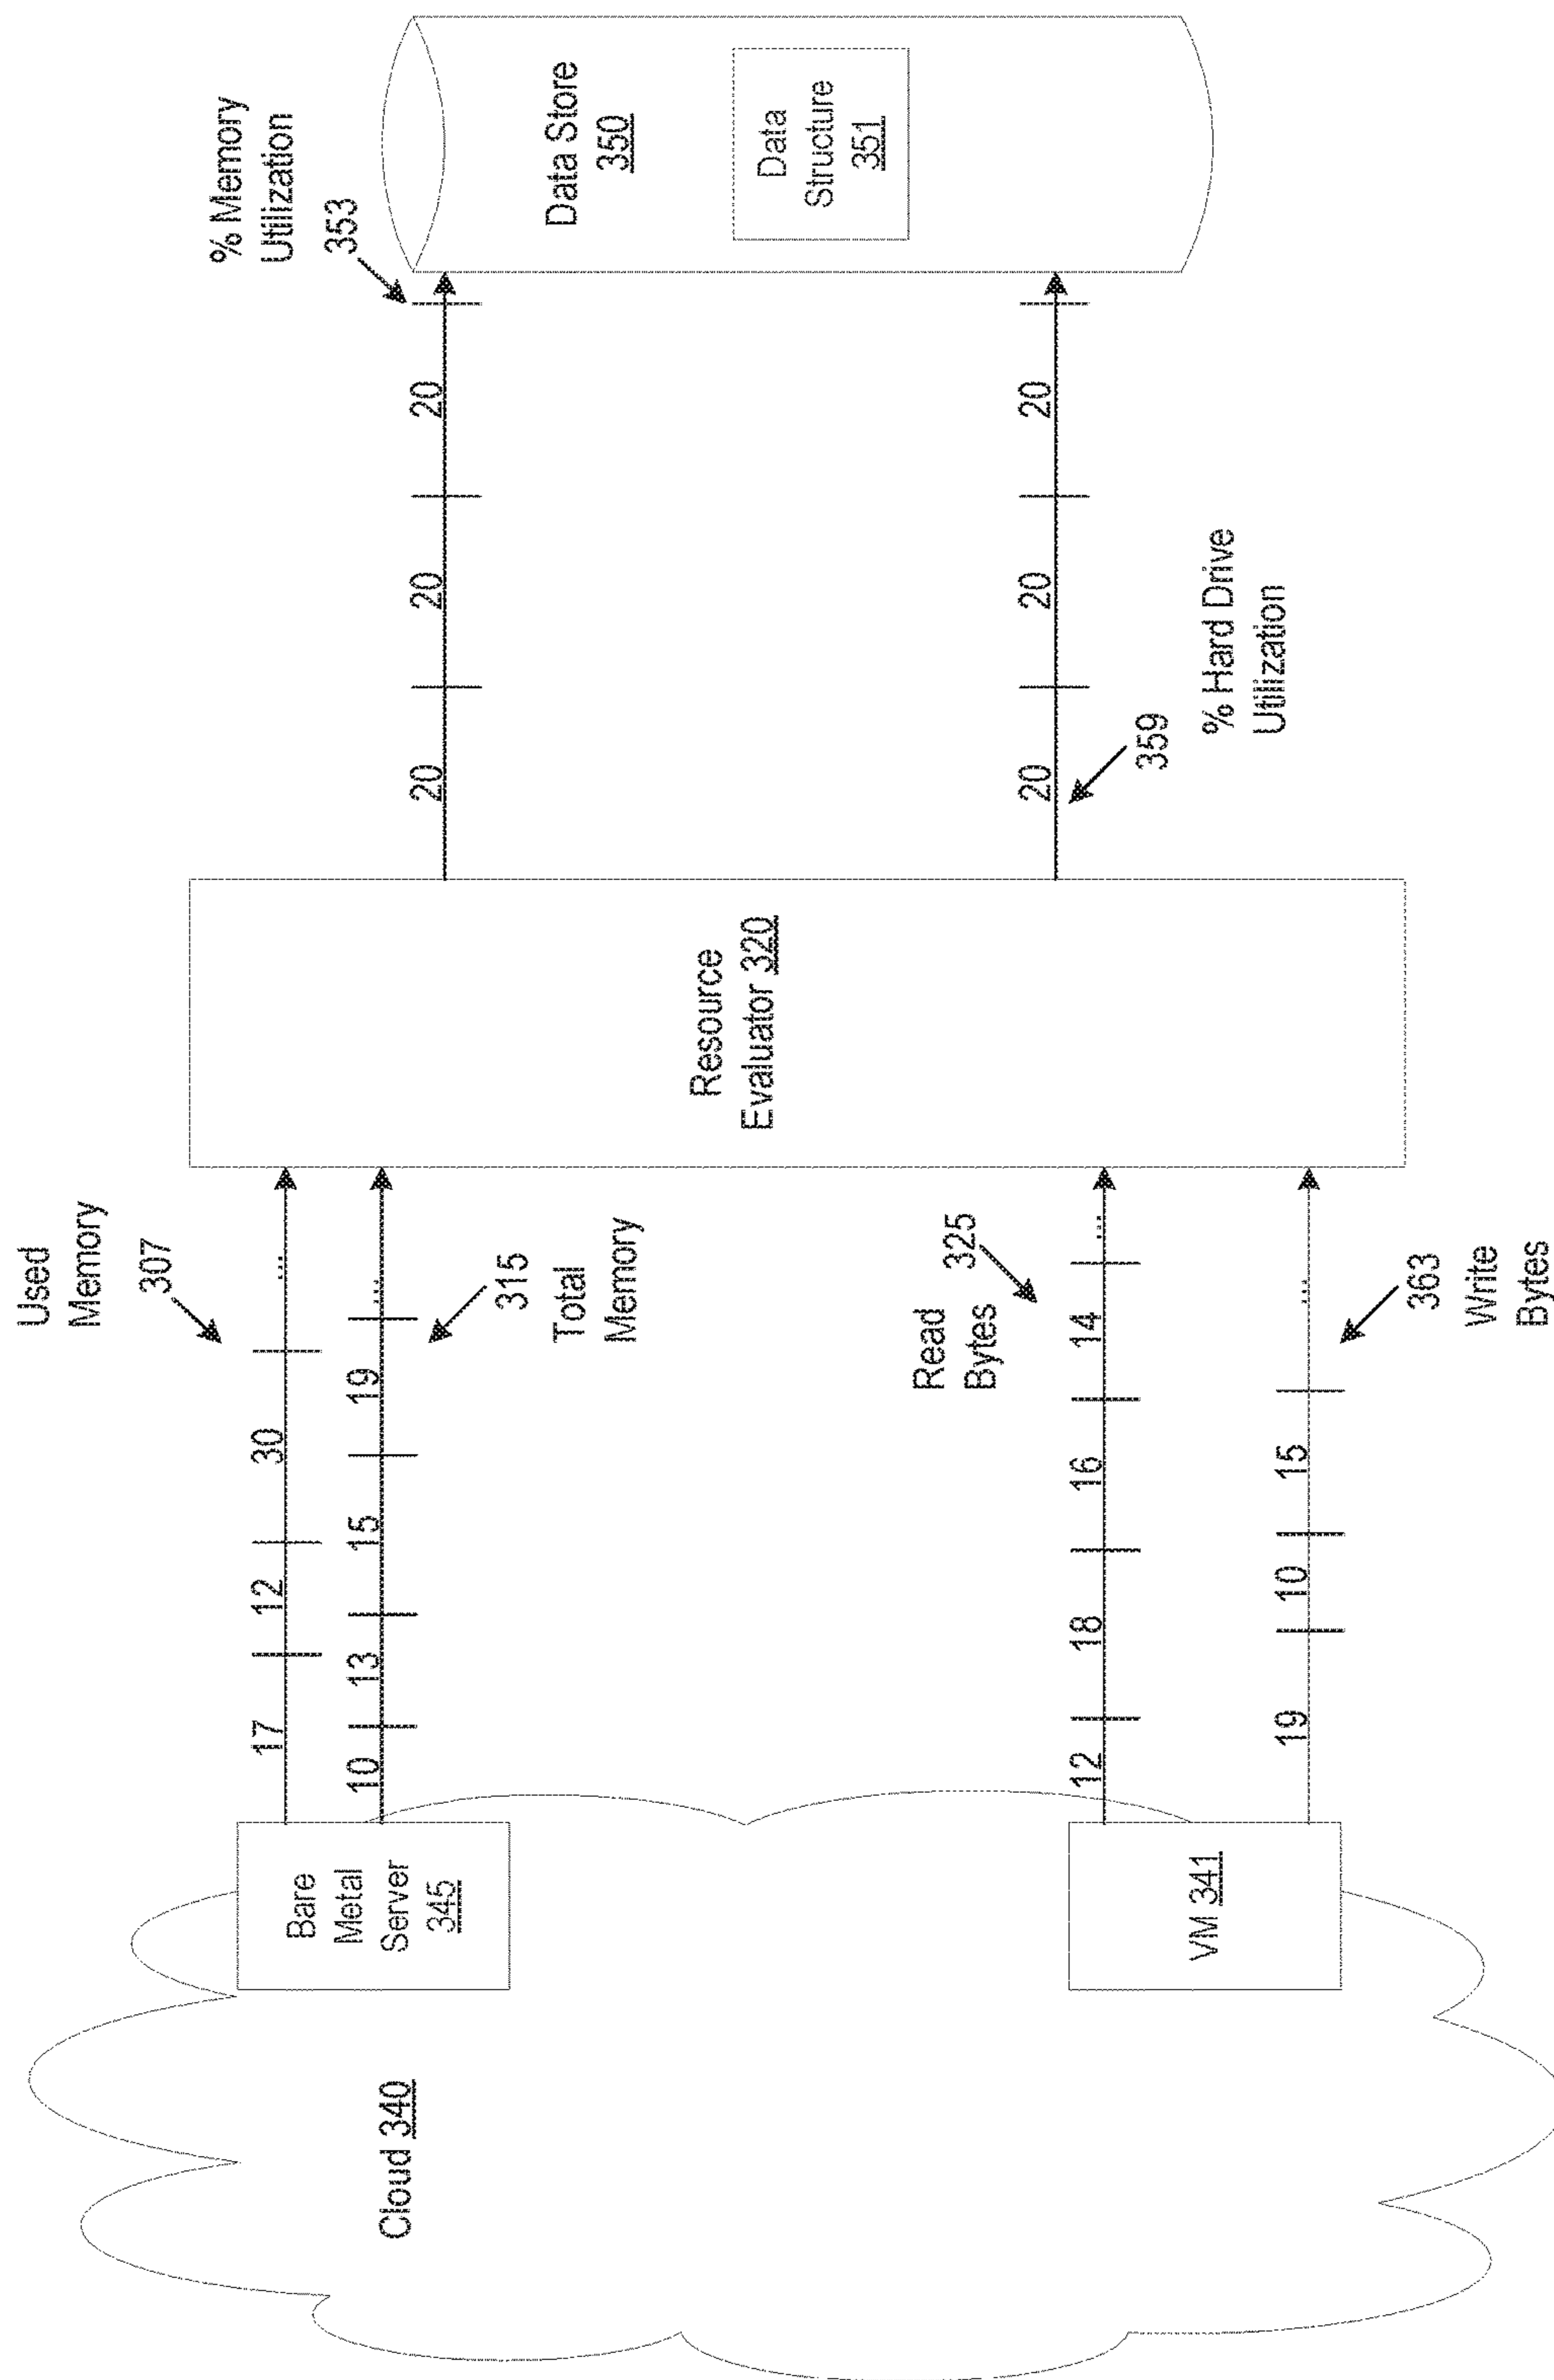 Cloud 340
Bare
Metal
Server
345
VM 341
17
12
30
...
Used
Memory
307
10
13
15
19
...
315
Total
Memory
12
18
16
14
...
Read
Bytes
325
19
10
15
...
363
Write
Bytes
Resource
Evaluator 320
20
20
20
% Memory
Utilization
353
20
20
20
359
% Hard Drive
Utilization
Data Store
350
Data
Structure
351